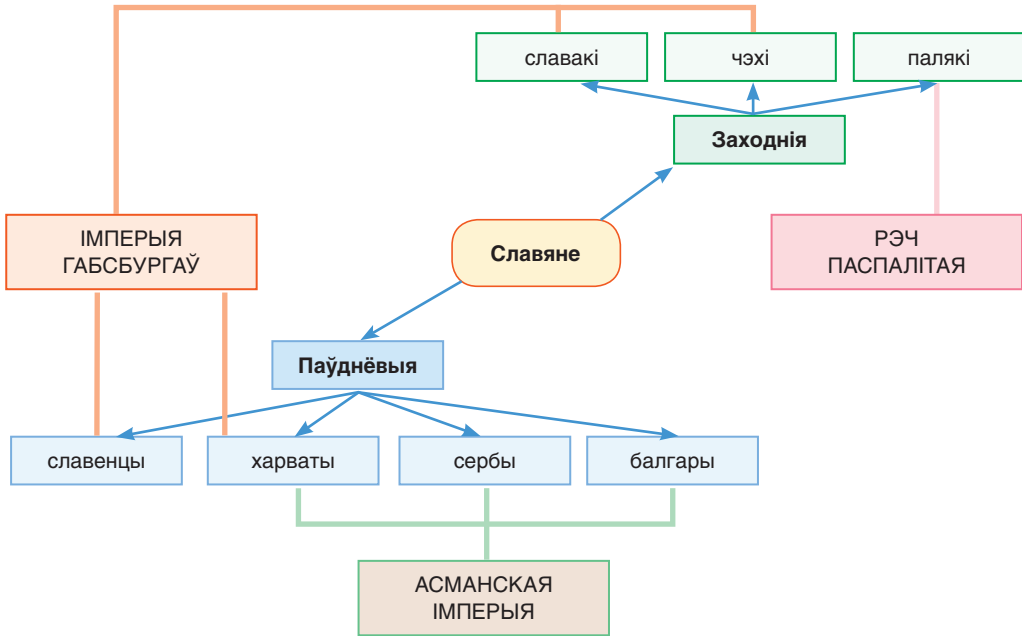 славакі
чэхі
палякі
Заходнія
ІМПЕРЫЯ
ГАБСБУРГАЎ
Славяне
РЭЧ
ПАСПАЛІТАЯ
Паўднёвыя
славенцы
харваты
сербы
балгары
АСМАНСКАЯ
ІМПЕРЫЯ